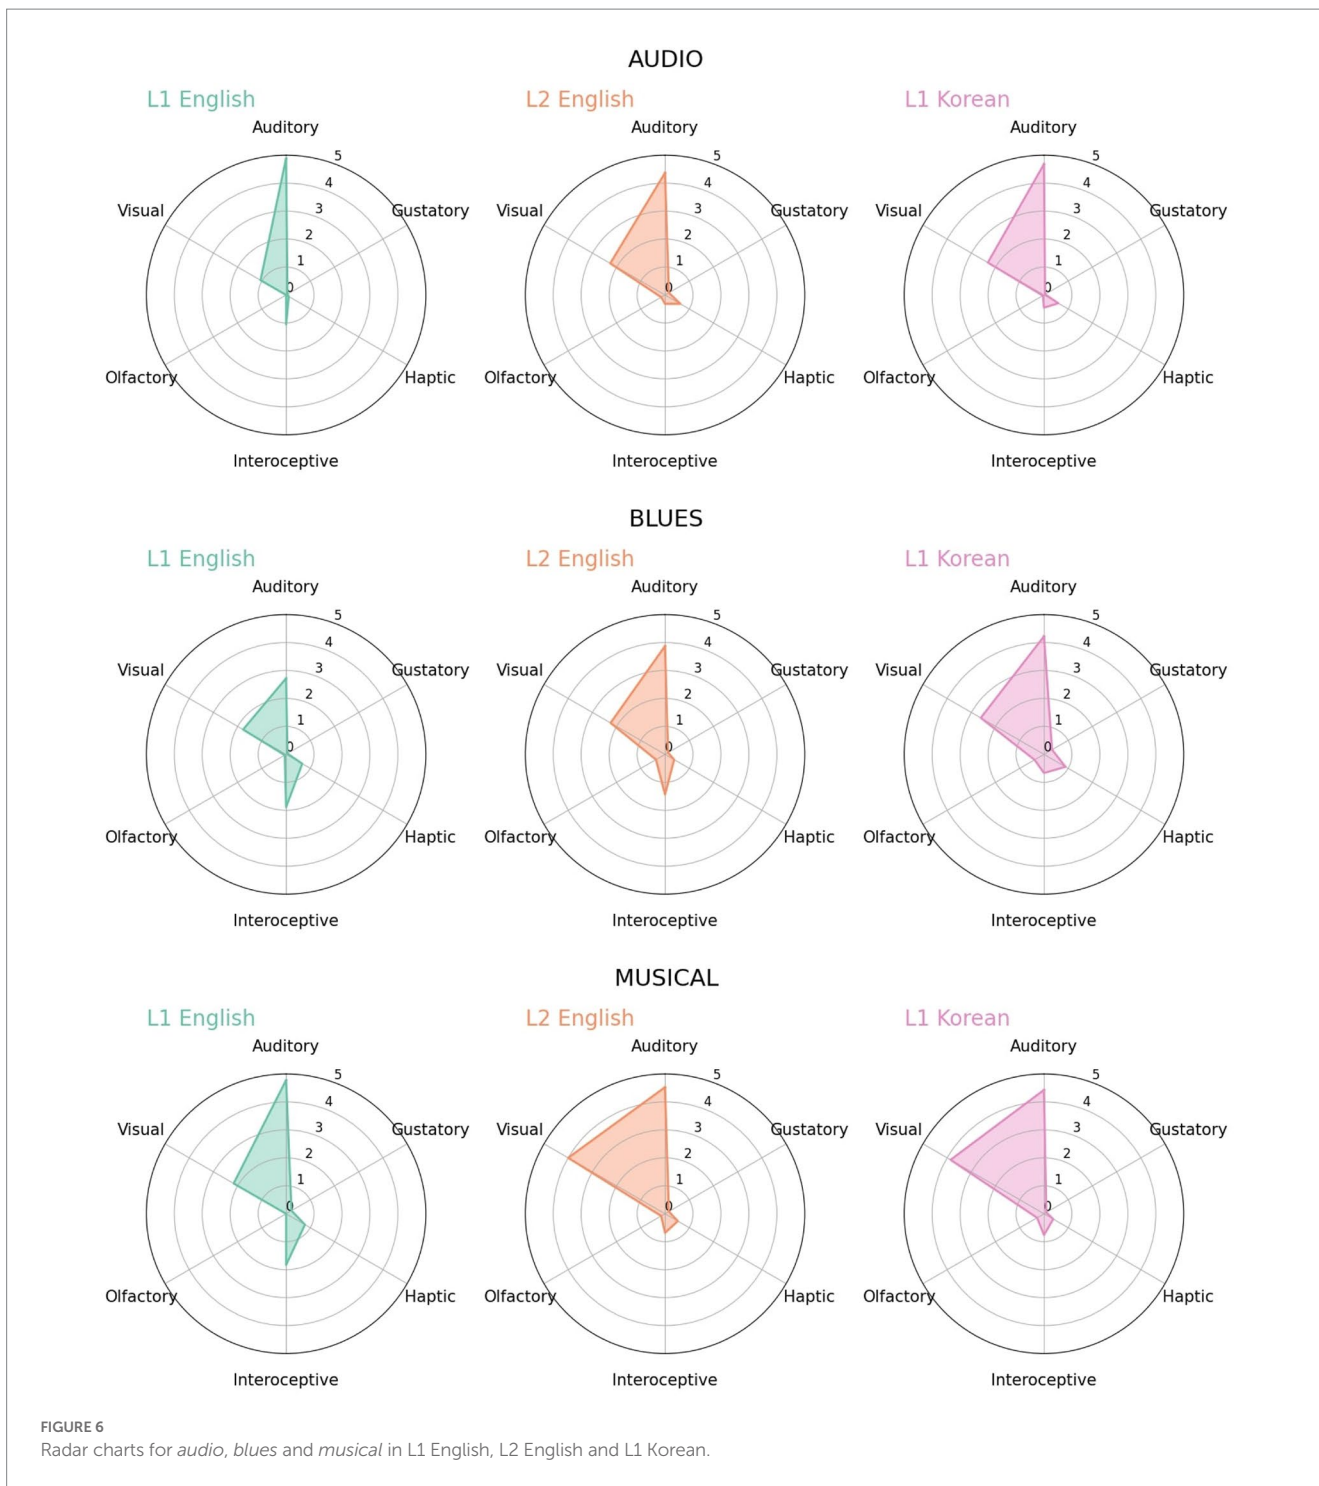 AUDIO
L1 English
L2 English
L1 Korean
Auditory
Auditory
Auditory
5
5
5
4
4
4
Visual
3
Gustatory
Visual
3
Gustatory
Visual
3
Gustatory
2
2
2
1
1
1
0
0
0
Olfactory
Haptic
Olfactory
Haptic
Olfactory
Haptic
Interoceptive
Interoceptive
Interoceptive
BLUES
L1 English
L2 English
L1 Korean
Auditory
Auditory
Auditory
5
5
5
4
4
4
Visual
3
Gustatory
Visual
3
Gustatory
Visual
3
Gustatory
2
2
2
1
1
1
0
0
0
Olfactory
Haptic
Olfactory
Haptic
Olfactory
Haptic
Interoceptive
Interoceptive
Interoceptive
MUSICAL
L1 English
L2 English
L1 Korean
Auditory
Auditory
Auditory
5
5
5
4
4
4
Visual
3
Gustatory
Visual
3
Gustatory
Visual
3
Gustatory
2
2
2
1
1
1
0
0
0
Olfactory
Haptic
Olfactory
Haptic
Olfactory
Haptic
Interoceptive
Interoceptive
Interoceptive
FIGURE 6
Radar charts for audio, blues and musical in L1 English, L2 English and L1 Korean.